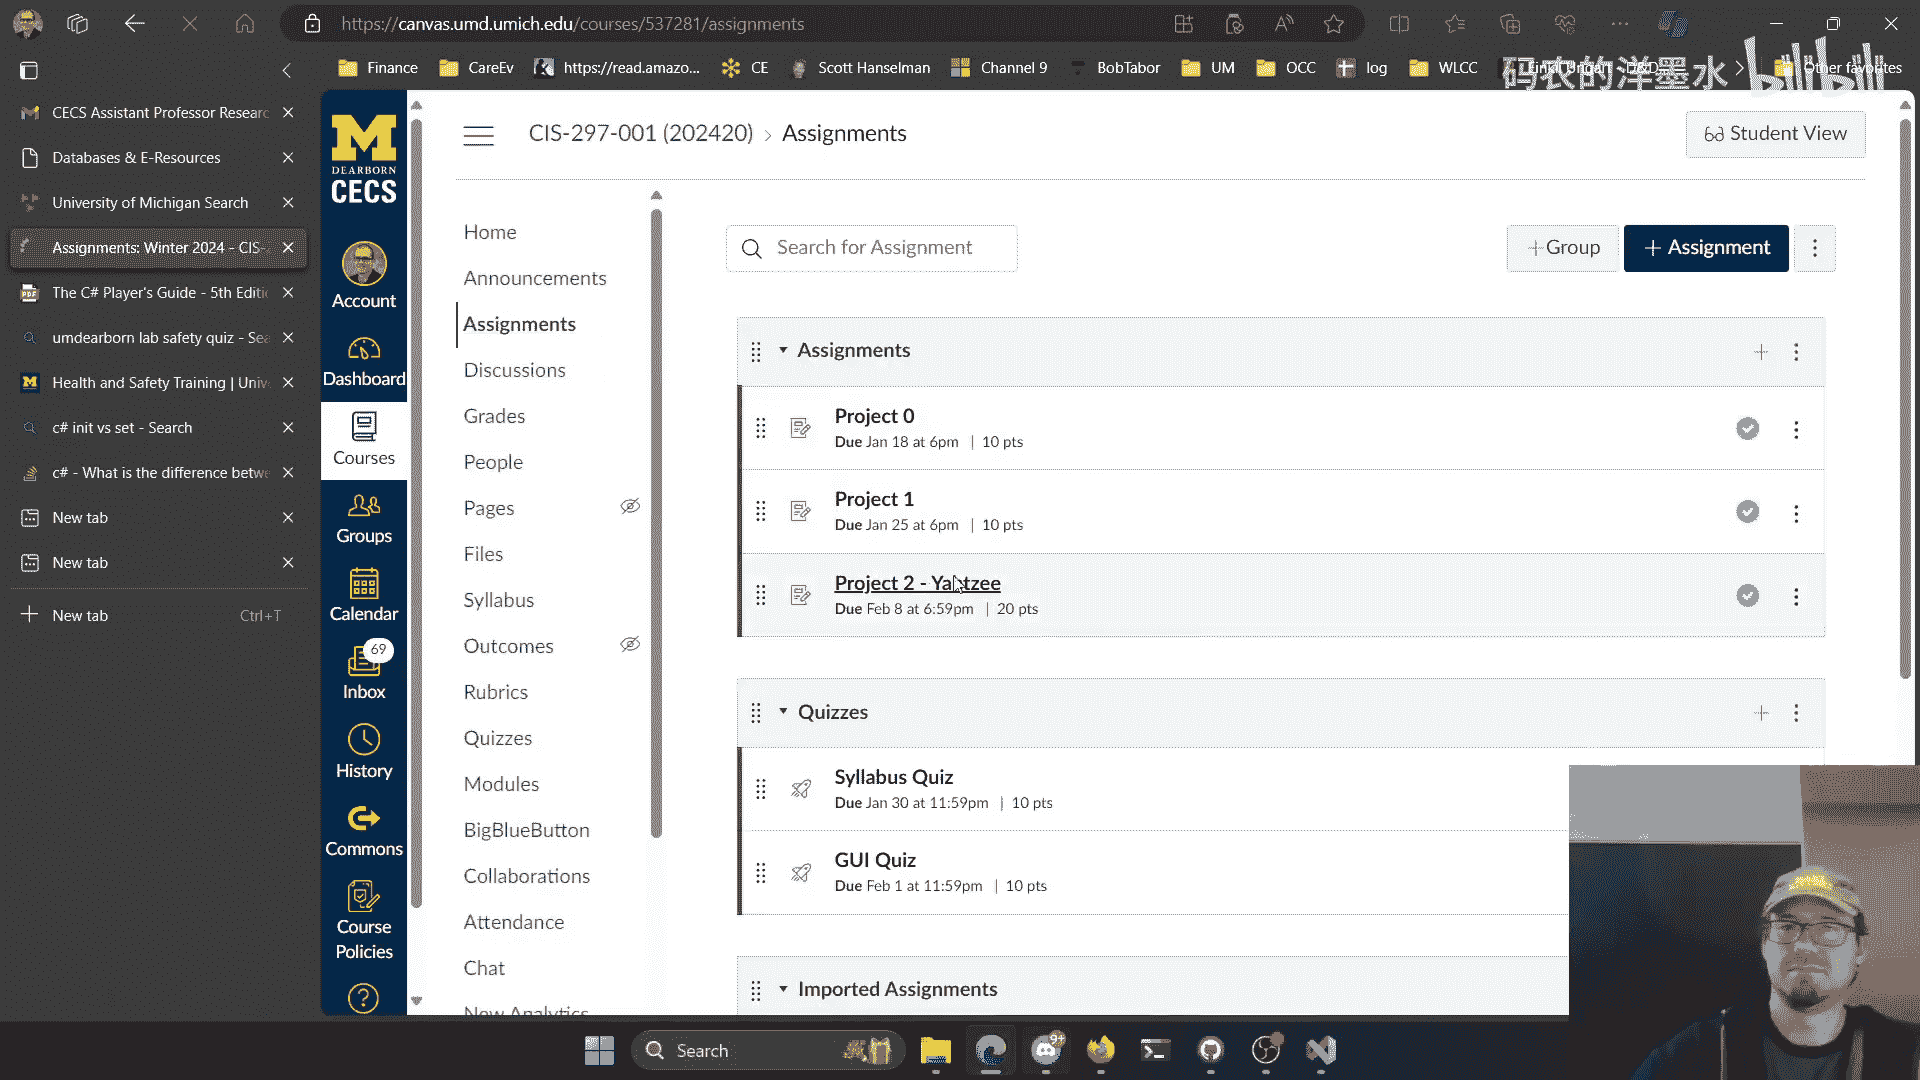 https://canvas.umd.umich.edu/courses/537281/assignments
Finance
CareEv
https://read.amazo...
CE
Scott Hanselman
Channel 9
BobTabor
UM
OCC
log
WLCC
Other favorites
码农的洋墨水
bilibili
CECS Assistant Professor Researc
Databases & E-Resources
University of Michigan Search
Assignments: Winter 2024 - CIS-
The C# Player's Guide - 5th Editi
umdearborn lab safety quiz - Sea
Health and Safety Training | Univ
c# init vs set - Search
c# - What is the difference betwe
New tab
New tab
New tab
Ctrl+T
M
DEARBORN
CECS
Account
Dashboard
Courses
Groups
Calendar
69
Inbox
History
Commons
Course
Policies
CIS-297-001 (202420) > Assignments
Student View
Home
Announcements
Assignments
Discussions
Grades
People
Pages
Files
Syllabus
Outcomes
Rubrics
Quizzes
Modules
BigBlueButton
Collaborations
Attendance
Chat
New Analytics
Search for Assignment
+Group
+ Assignment
Assignments
Project 0
Due Jan 18 at 6pm | 10 pts
Project 1
Due Jan 25 at 6pm | 10 pts
Project 2 - Yahtzee
Due Feb 8 at 6:59pm | 20 pts
Quizzes
Syllabus Quiz
Due Jan 30 at 11:59pm | 10 pts
GUI Quiz
Due Feb 1 at 11:59pm | 10 pts
Imported Assignments
Search
9+